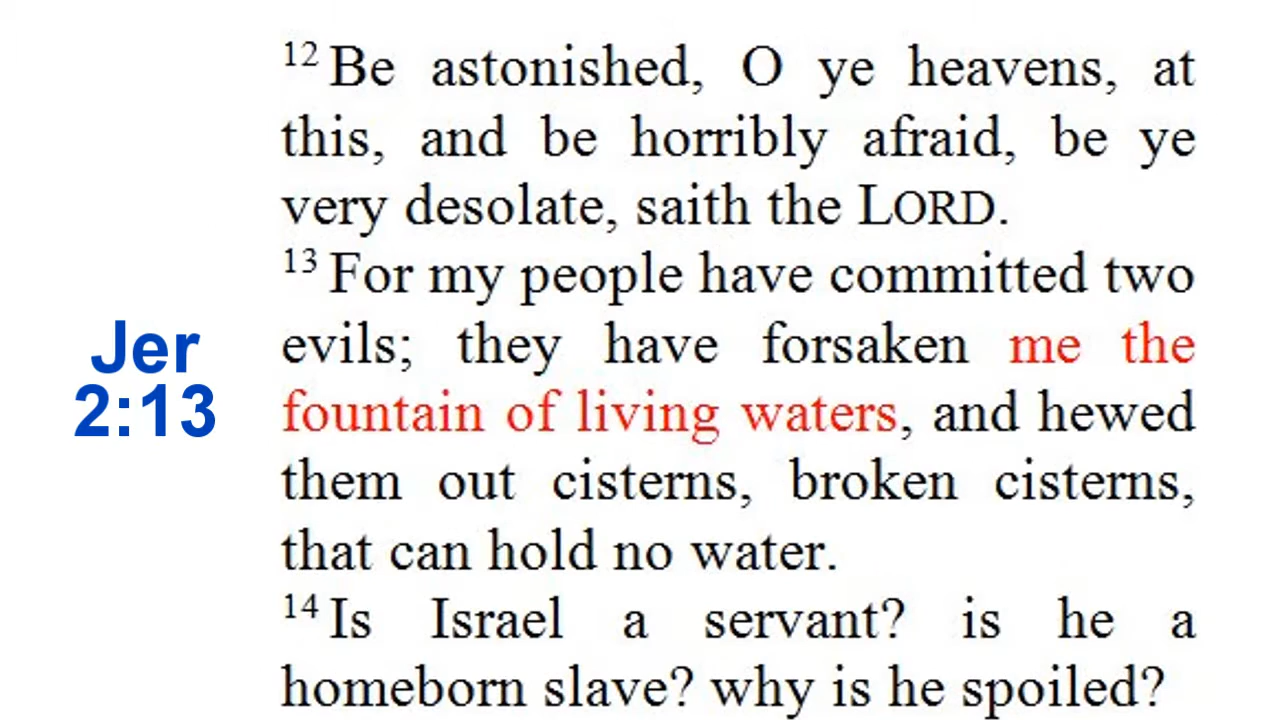 12 Be astonished, O ye heavens, at
this, and be horribly afraid, be ye
very desolate, saith the LORD.
13 For my people have committed two
evils; they have forsaken me the
fountain of living waters, and hewed
them out cisterns, broken cisterns,
that can hold no water.
14 Is Israel a servant? is he a
homeborn slave? why is he spoiled?
Jer
2:13